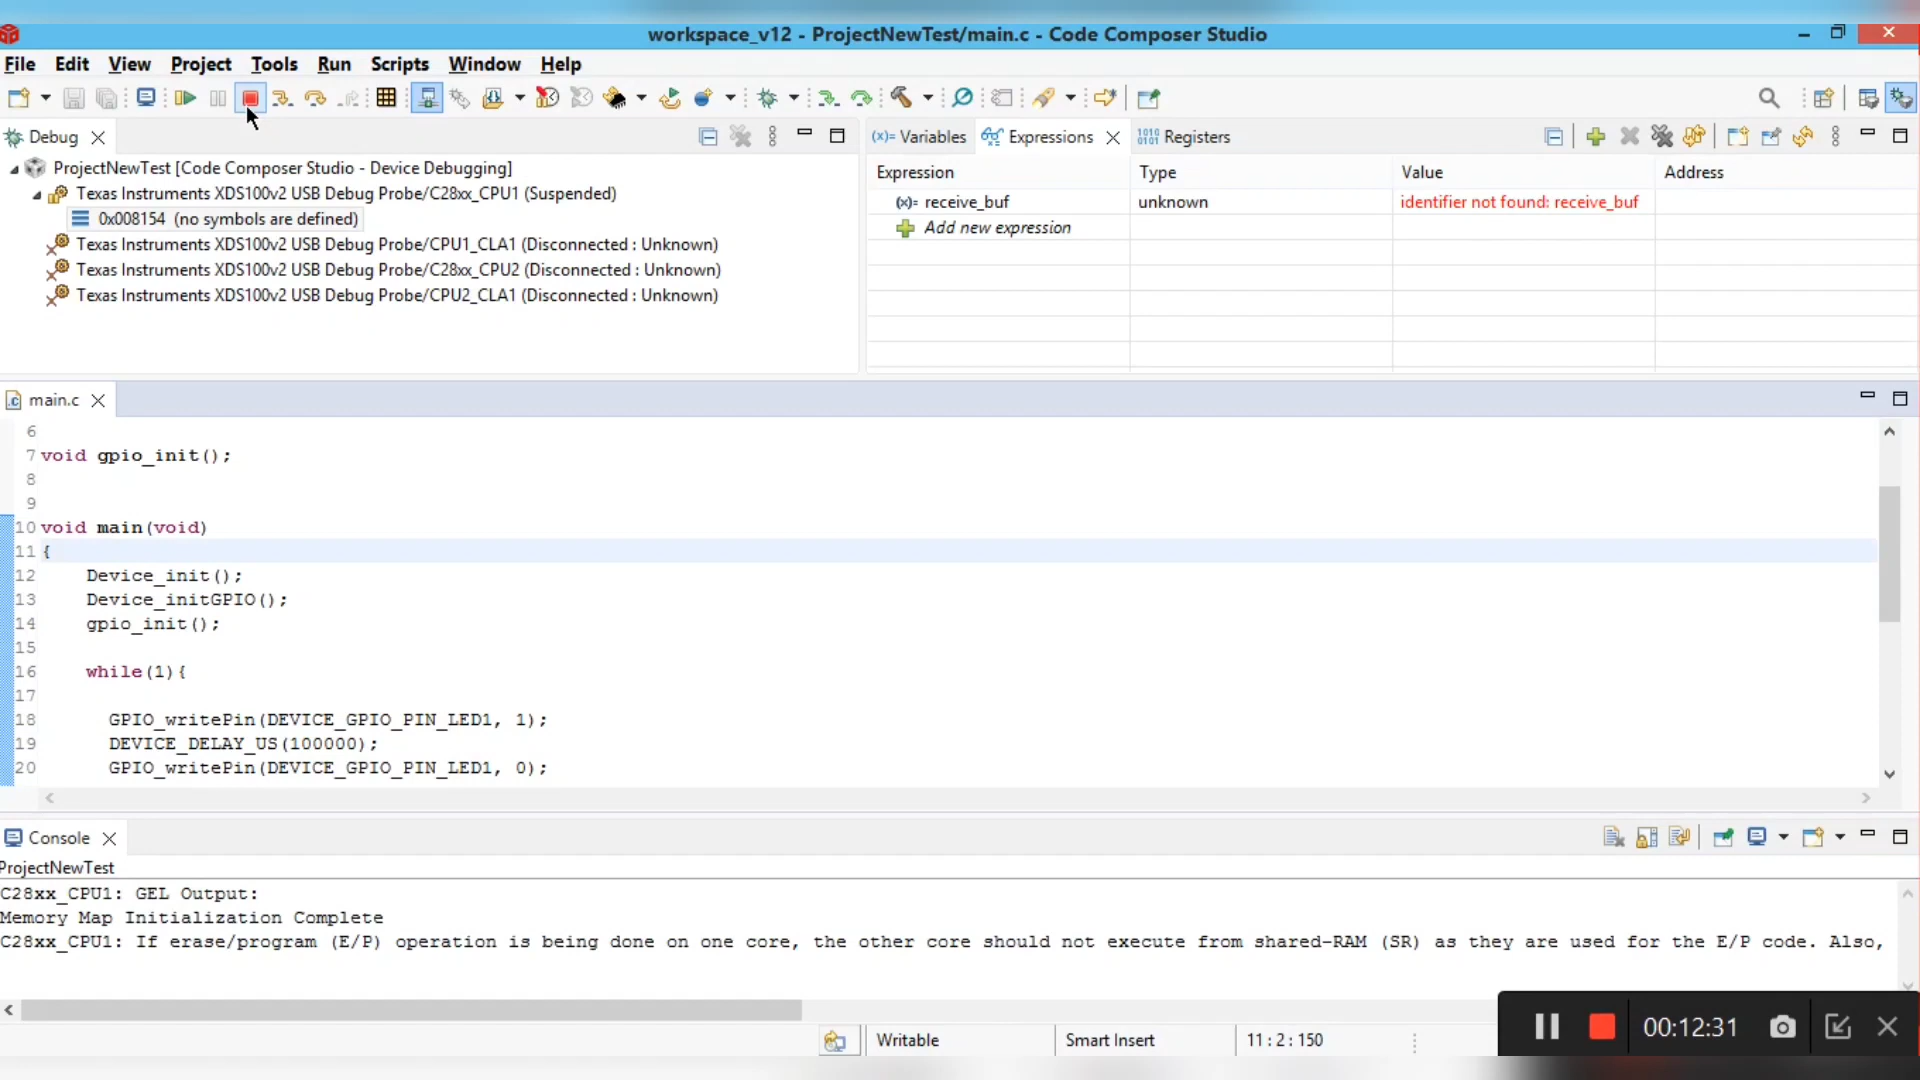 workspace_v12 - ProjectNewTest/main.c - Code Composer Studio
File Edit View Project Tools Run Scripts Window Help
Debug
ProjectNewTest [Code Composer Studio - Device Debugging]
Texas Instruments XDS100v2 USB Debug Probe/C28xx_CPU1 (Suspended)
0x008154 (no symbols are defined)
Texas Instruments XDS100v2 USB Debug Probe/CPU1_CLA1 (Disconnected : Unknown)
Texas Instruments XDS100v2 USB Debug Probe/C28xx_CPU2 (Disconnected : Unknown)
Texas Instruments XDS100v2 USB Debug Probe/CPU2_CLA1 (Disconnected : Unknown)
(x)= Variables Expressions 1010 0101 Registers
Expression Type Value Address
(x)= receive_buf unknown identifier not found: receive_buf
Add new expression
.c main.c
6
7 void gpio_init();
8
9
10 void main(void)
11 {
12 Device_init();
13 Device_initGPIO();
14 gpio_init();
15
16 while(1){
17
18 GPIO_writePin(DEVICE_GPIO_PIN_LED1, 1);
19 DEVICE_DELAY_US(100000);
20 GPIO_writePin(DEVICE_GPIO_PIN_LED1, 0);
Console
ProjectNewTest
C28xx_CPU1: GEL Output:
Memory Map Initialization Complete
C28xx_CPU1: If erase/program (E/P) operation is being done on one core, the other core should not execute from shared-RAM (SR) as they are used for the E/P code. Also,
Writable Smart Insert 11 : 2 : 150
00:12:31